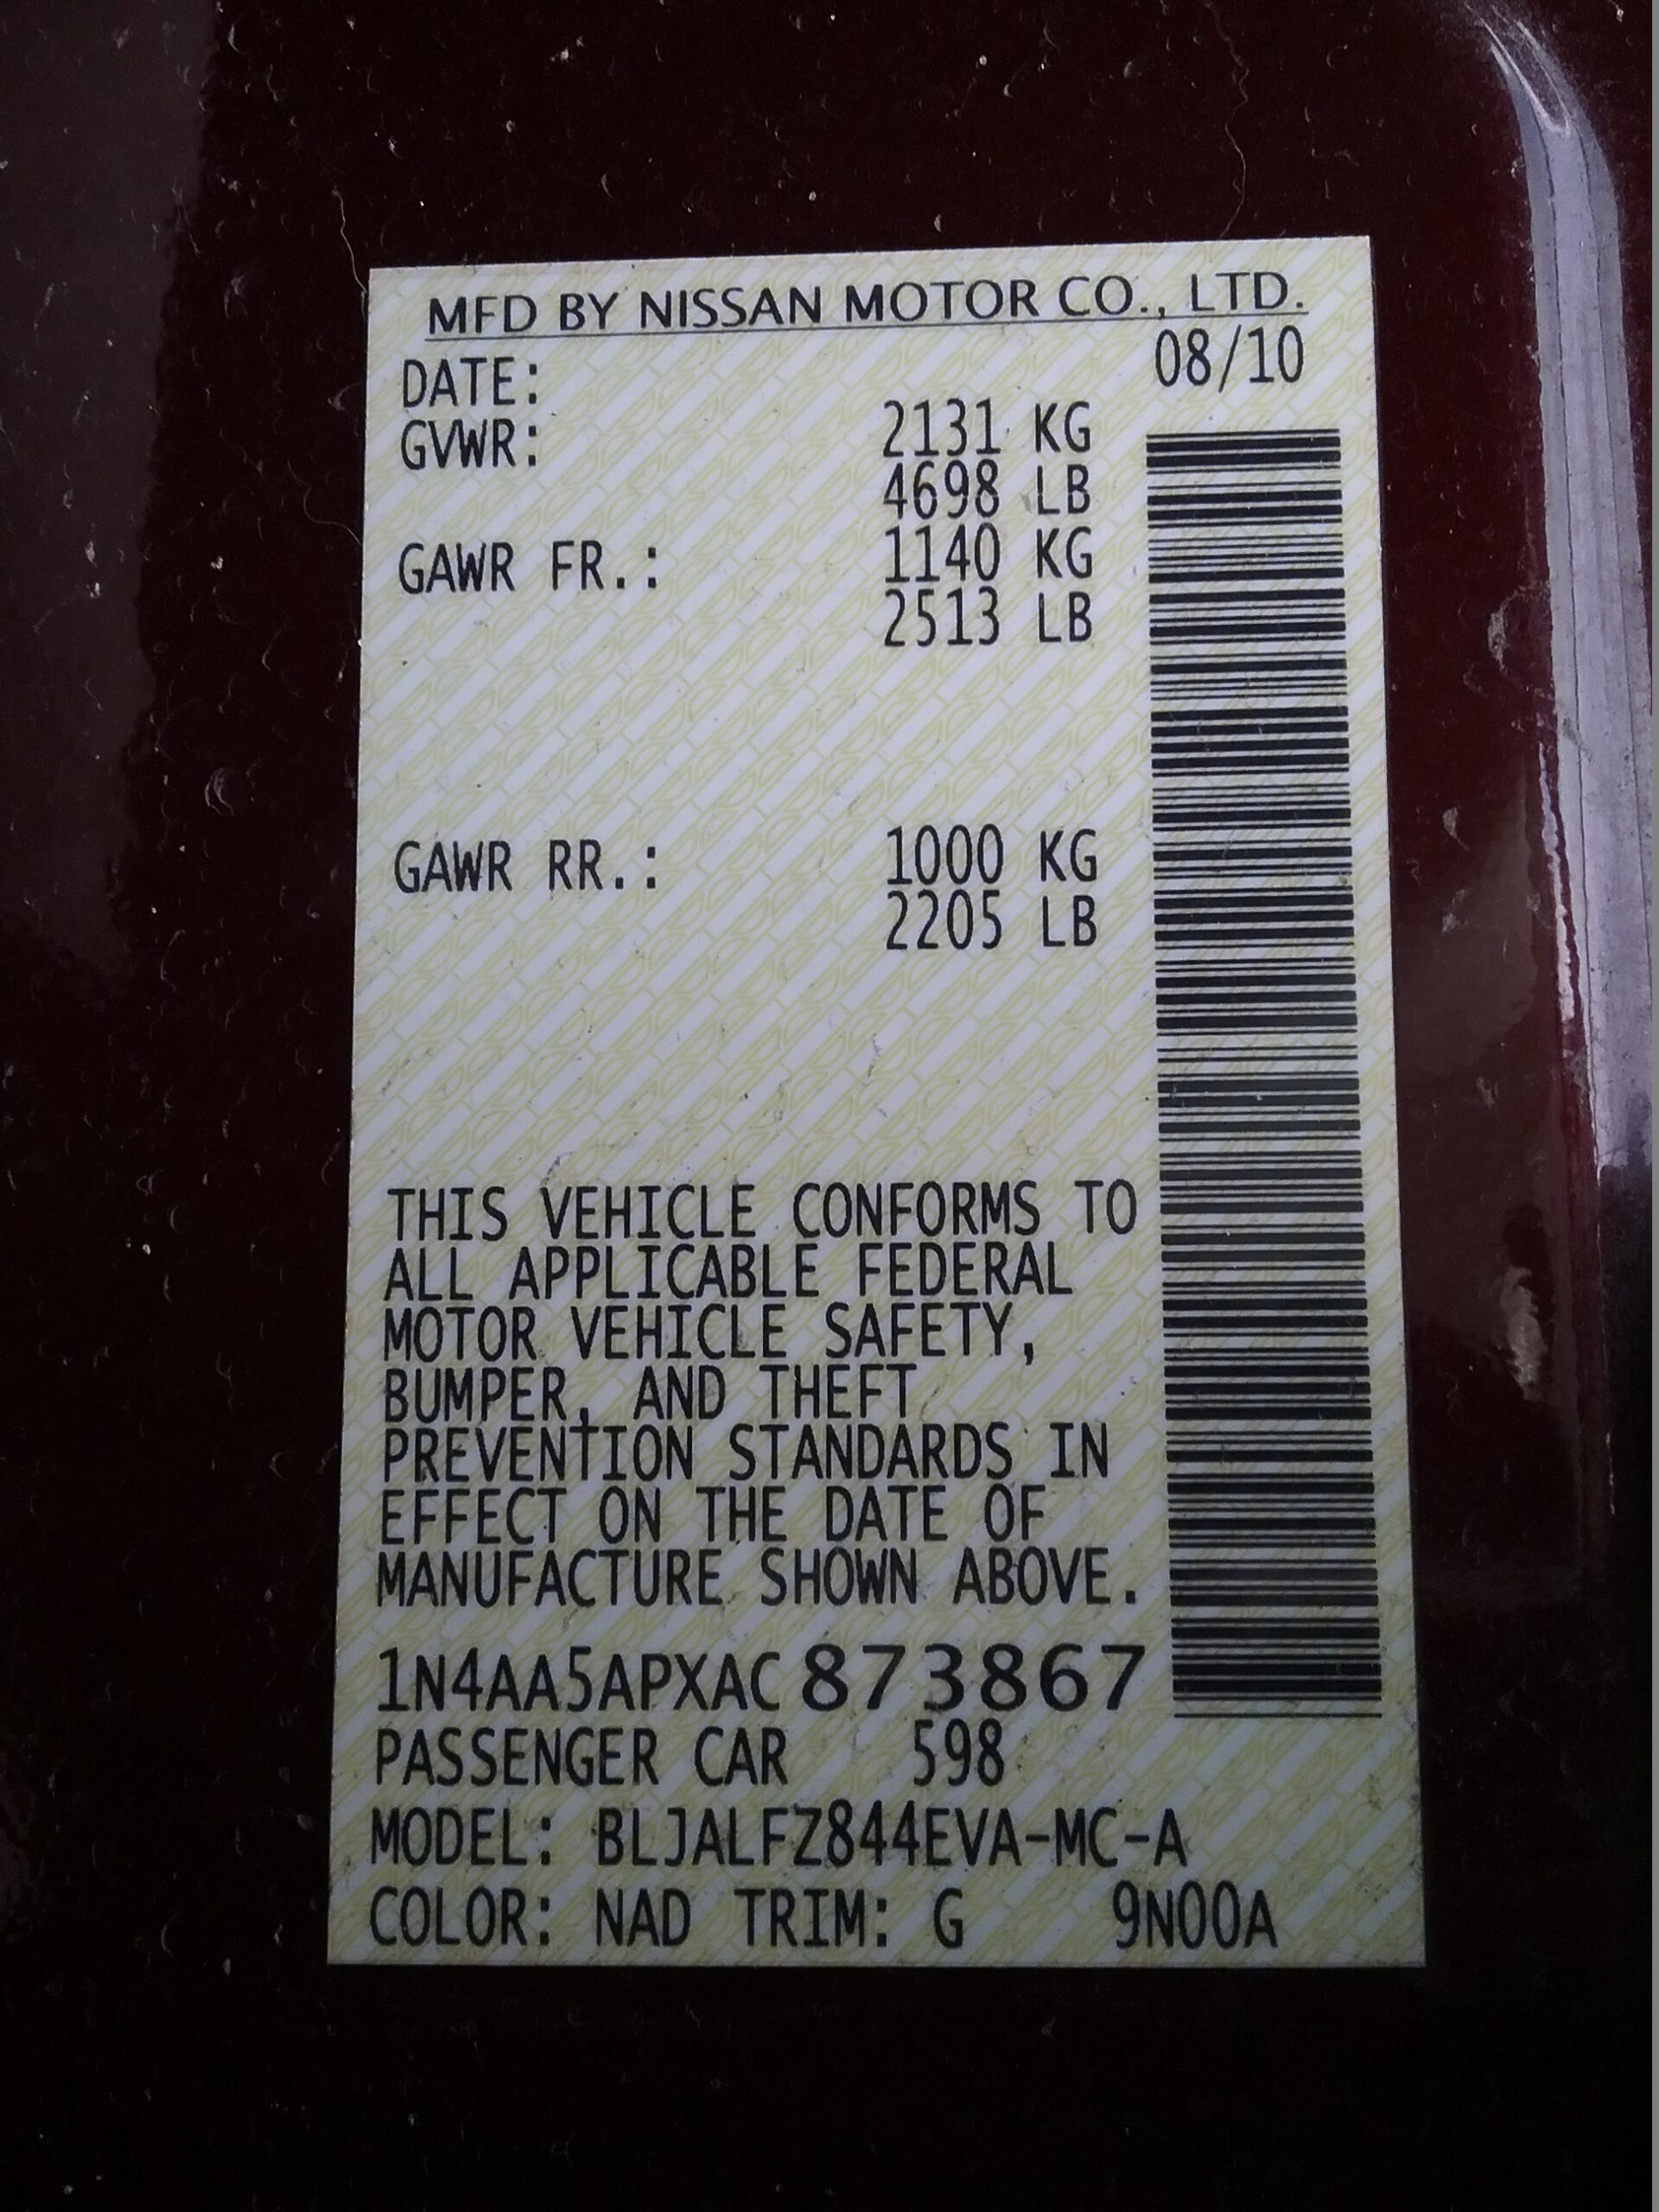 MFD BY NISSAN MOTOR CO., LTD.
DATE: 08/10
GVWR: 2131 KG
4698 LB
GAWR FR.: 1140 KG
2513 LB
GAWR RR.: 1000 KG
2205 LB
THIS VEHICLE CONFORMS TO
ALL APPLICABLE FEDERAL
MOTOR VEHICLE SAFETY,
BUMPER, AND THEFT
PREVENTION STANDARDS IN
EFFECT ON THE DATE OF
MANUFACTURE SHOWN ABOVE.
1N4AA5APXAC873867
PASSENGER CAR 598
MODEL: BLJALFZ844EVA-MC-A
COLOR: NAD TRIM: G 9N00A